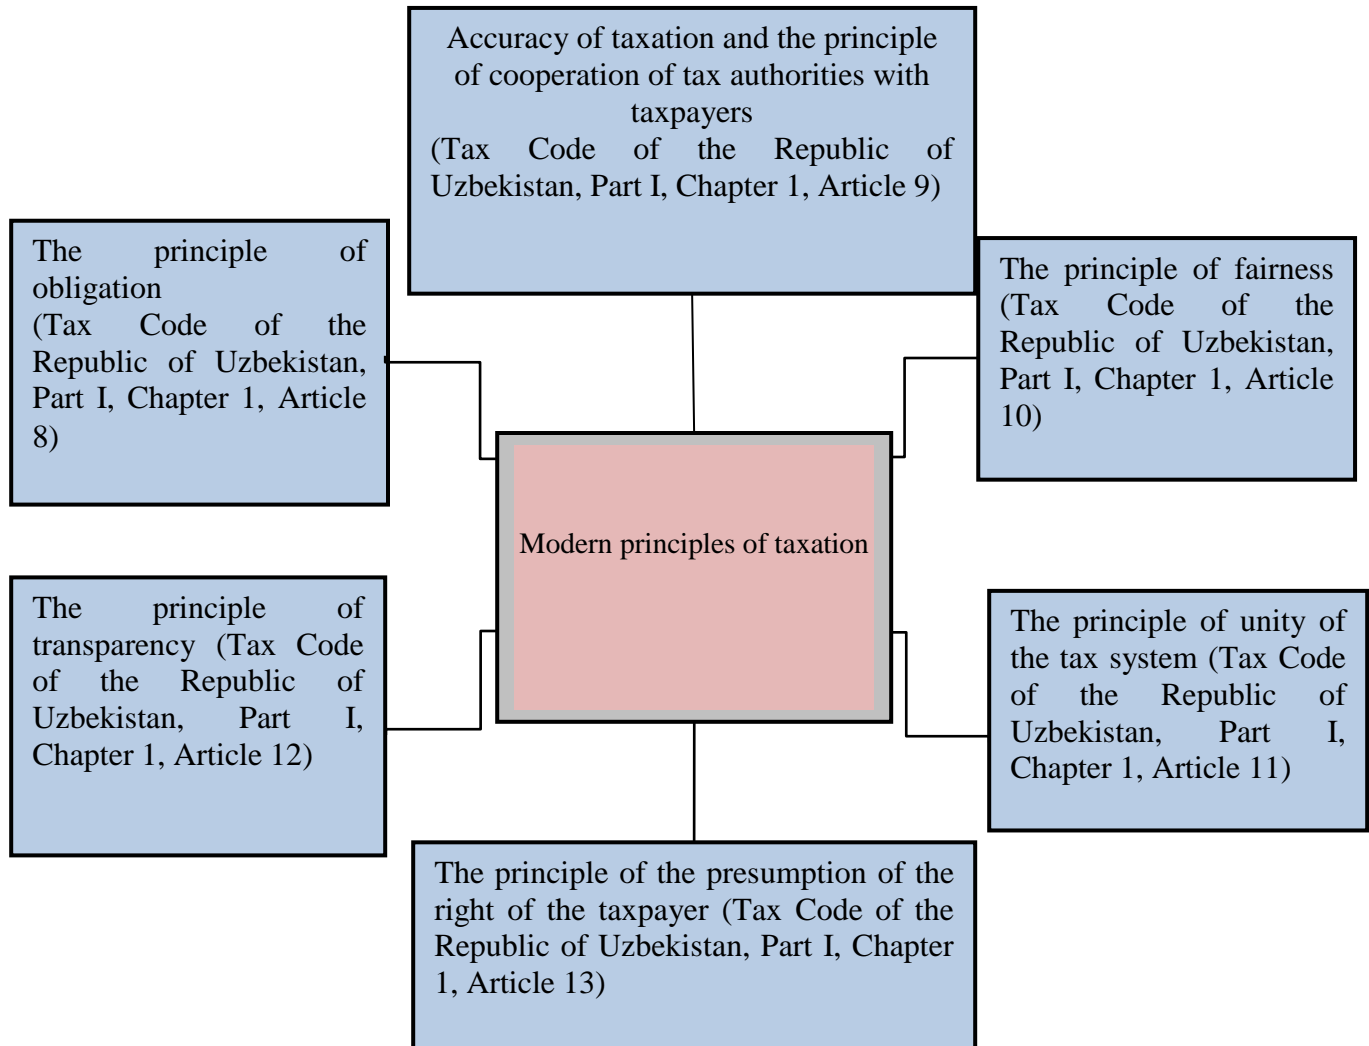 Accuracy of taxation and the principle
of cooperation of tax authorities with
taxpayers
(Tax Code of the Republic of
Uzbekistan, Part I, Chapter 1, Article 9)
The principle of
obligation
(Tax Code of the
Republic of Uzbekistan,
Part I, Chapter 1, Article
8)
The principle of fairness
(Tax Code of the
Republic of Uzbekistan,
Part I, Chapter 1, Article
10)
Modern principles of taxation
The principle of
transparency (Tax Code
of the Republic of
Uzbekistan, Part I,
Chapter 1, Article 12)
The principle of unity of
the tax system (Tax Code
of the Republic of
Uzbekistan, Part I,
Chapter 1, Article 11)
The principle of the presumption of the
right of the taxpayer (Tax Code of the
Republic of Uzbekistan, Part I, Chapter
1, Article 13)